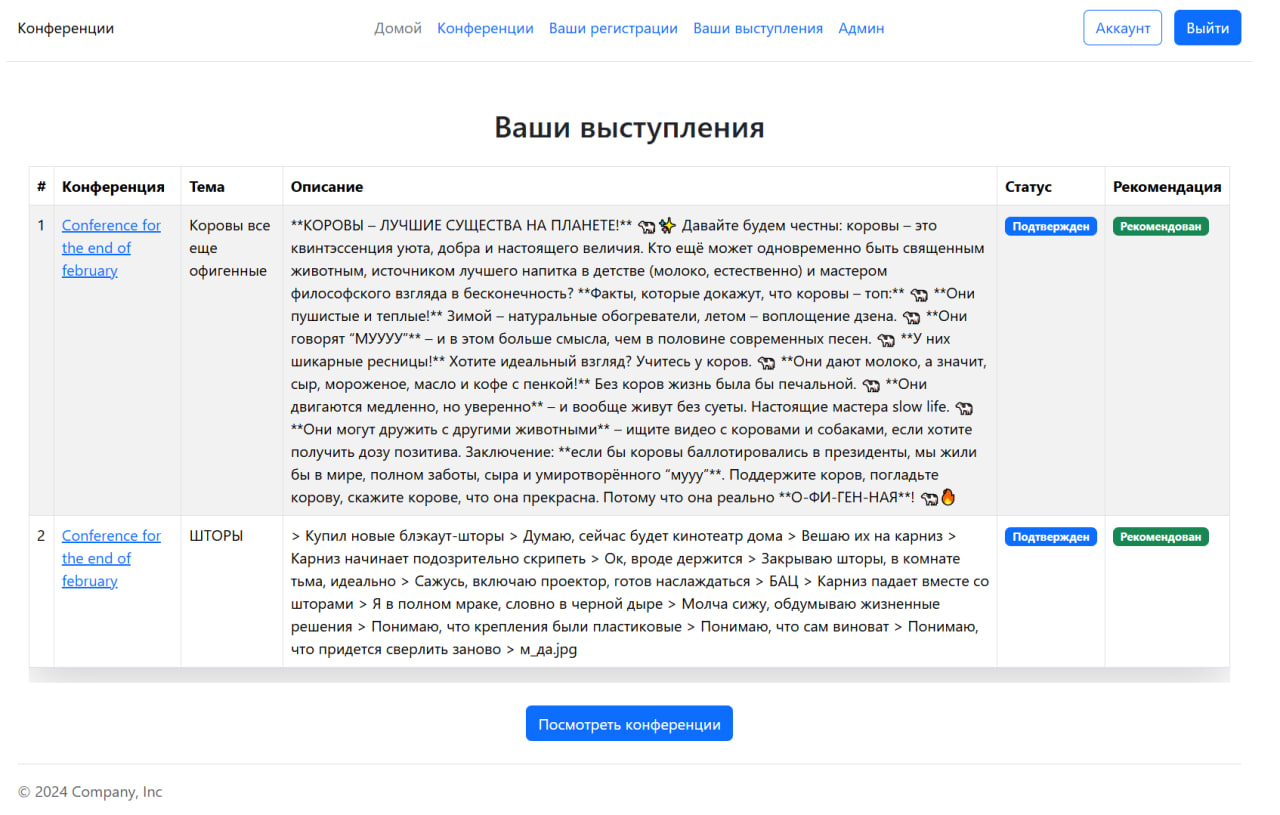 Конференции Домой Конференции Ваши регистрации Ваши выступления Админ Аккаунт Выйти
Ваши выступления
# Конференция Тема Описание Статус Рекомендация
1
Conference for
the end of
february
Коровы все
еще
офигенные
**КОРОВЫ – ЛУЧШИЕ СУЩЕСТВА НА ПЛАНЕТЕ!** 🐄✨ Давайте будем честны: коровы – это
квинтэссенция уюта, добра и настоящего величия. Кто ещё может одновременно быть священным
животным, источником лучшего напитка в детстве (молоко, естественно) и мастером
философского взгляда в бесконечность? **Факты, которые докажут, что коровы – топ:** 🐄 **Они
пушистые и теплые!** Зимой – натуральные обогреватели, летом – воплощение дзена. 🐄 **Они
говорят “МУУУУ”** – и в этом больше смысла, чем в половине современных песен. 🐄 **У них
шикарные ресницы!** Хотите идеальный взгляд? Учитесь у коров. 🐄 **Они дают молоко, а значит,
сыр, мороженое, масло и кофе с пенкой!** Без коров жизнь была бы печальной. 🐄 **Они
двигаются медленно, но уверенно** – и вообще живут без суеты. Настоящие мастера slow life. 🐄
**Они могут дружить с другими животными** – ищите видео с коровами и собаками, если хотите
получить дозу позитива. Заключение: **если бы коровы баллотировались в президенты, мы жили
бы в мире, полном заботы, сыра и умиротворённого “мууу”**. Поддержите коров, погладьте
корову, скажите корове, что она прекрасна. Потому что она реально **О-ФИ-ГЕН-НАЯ**! 🐄🔥
Подтвержден
Рекомендован
2
Conference for
the end of
february
ШТОРЫ
> Купил новые блэкаут-шторы > Думаю, сейчас будет кинотеатр дома > Вешаю их на карниз >
Карниз начинает подозрительно скрипеть > Ок, вроде держится > Закрываю шторы, в комнате
тьма, идеально > Сажусь, включаю проектор, готов наслаждаться > БАЦ > Карниз падает вместе со
шторами > Я в полном мраке, словно в черной дыре > Молча сижу, обдумываю жизненные
решения > Понимаю, что крепления были пластиковые > Понимаю, что сам виноват > Понимаю,
что придется сверлить заново > м_да.jpg
Подтвержден
Рекомендован
Посмотреть конференции
© 2024 Company, Inc